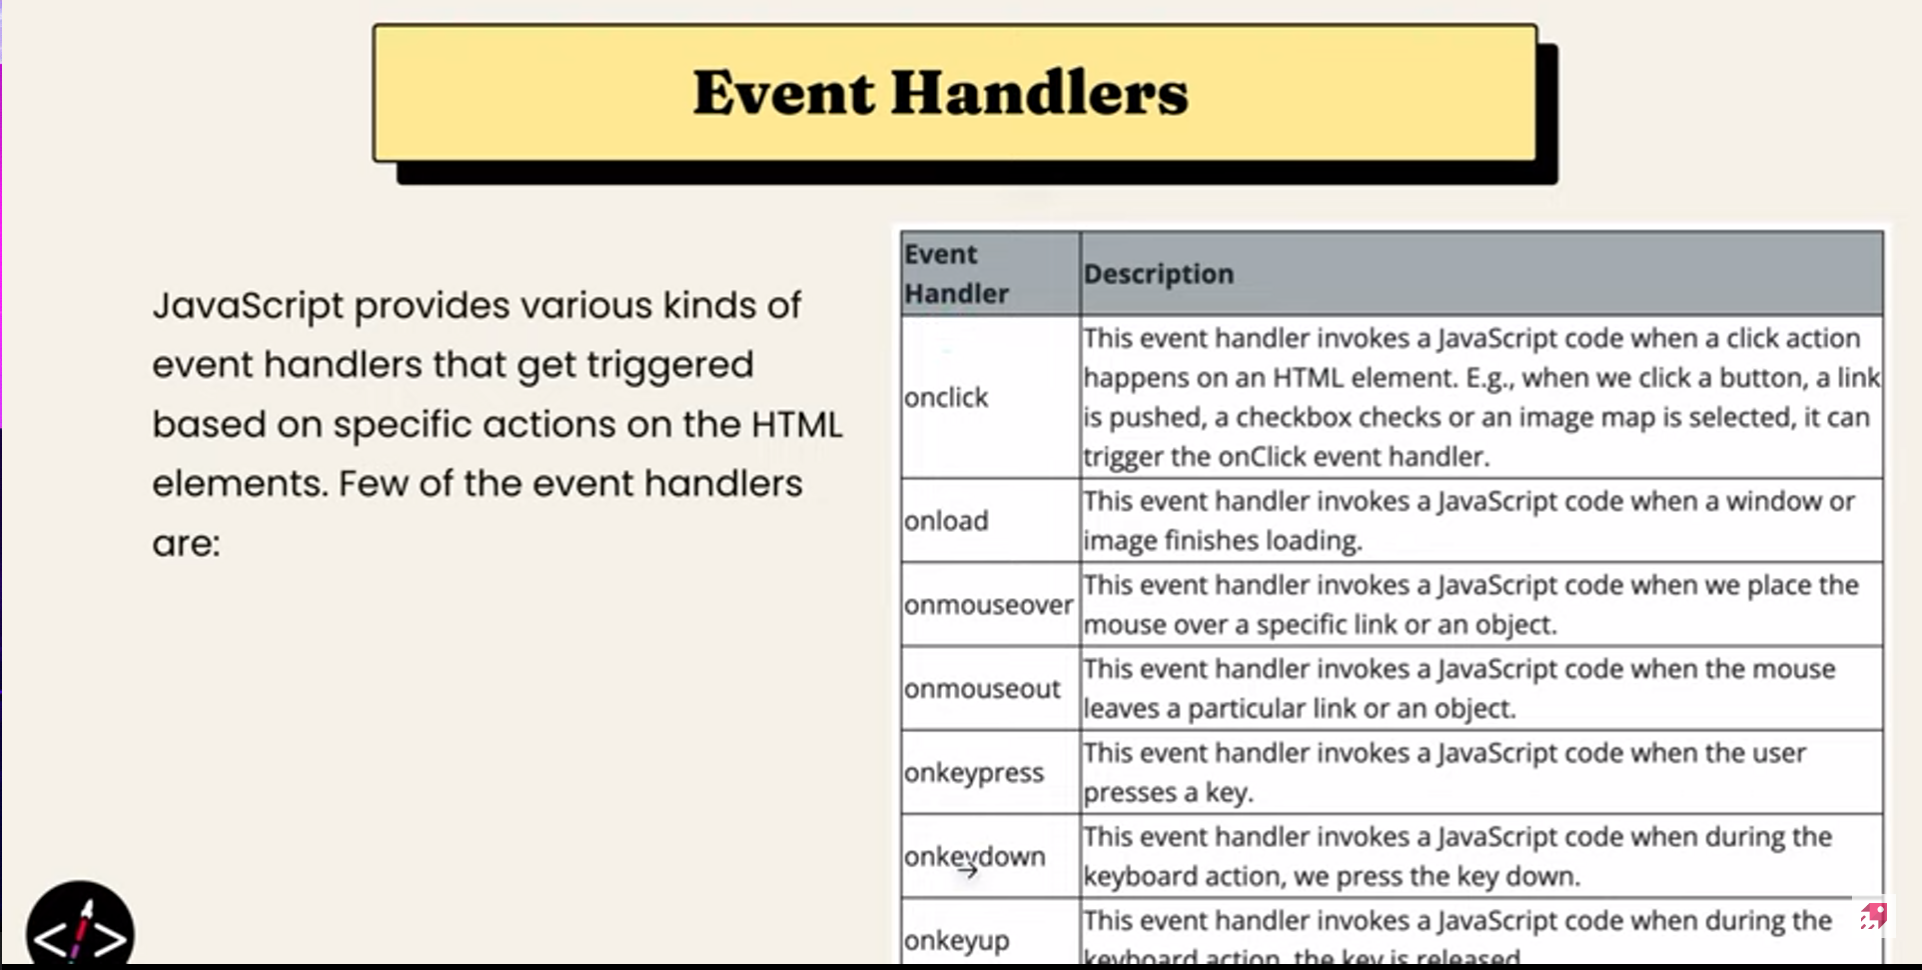 Event Handlers
JavaScript provides various kinds of
event handlers that get triggered
based on specific actions on the HTML
elements. Few of the event handlers
are:
Event
Handler
Description
onclick
This event handler invokes a JavaScript code when a click action
happens on an HTML element. E.g., when we click a button, a link
is pushed, a checkbox checks or an image map is selected, it can
trigger the onClick event handler.
onload
This event handler invokes a JavaScript code when a window or
image finishes loading.
onmouseover
This event handler invokes a JavaScript code when we place the
mouse over a specific link or an object.
onmouseout
This event handler invokes a JavaScript code when the mouse
leaves a particular link or an object.
onkeypress
This event handler invokes a JavaScript code when the user
presses a key.
onkeydown
This event handler invokes a JavaScript code when during the
keyboard action, we press the key down.
onkeyup
This event handler invokes a JavaScript code when during the
keyboard action, the key is released